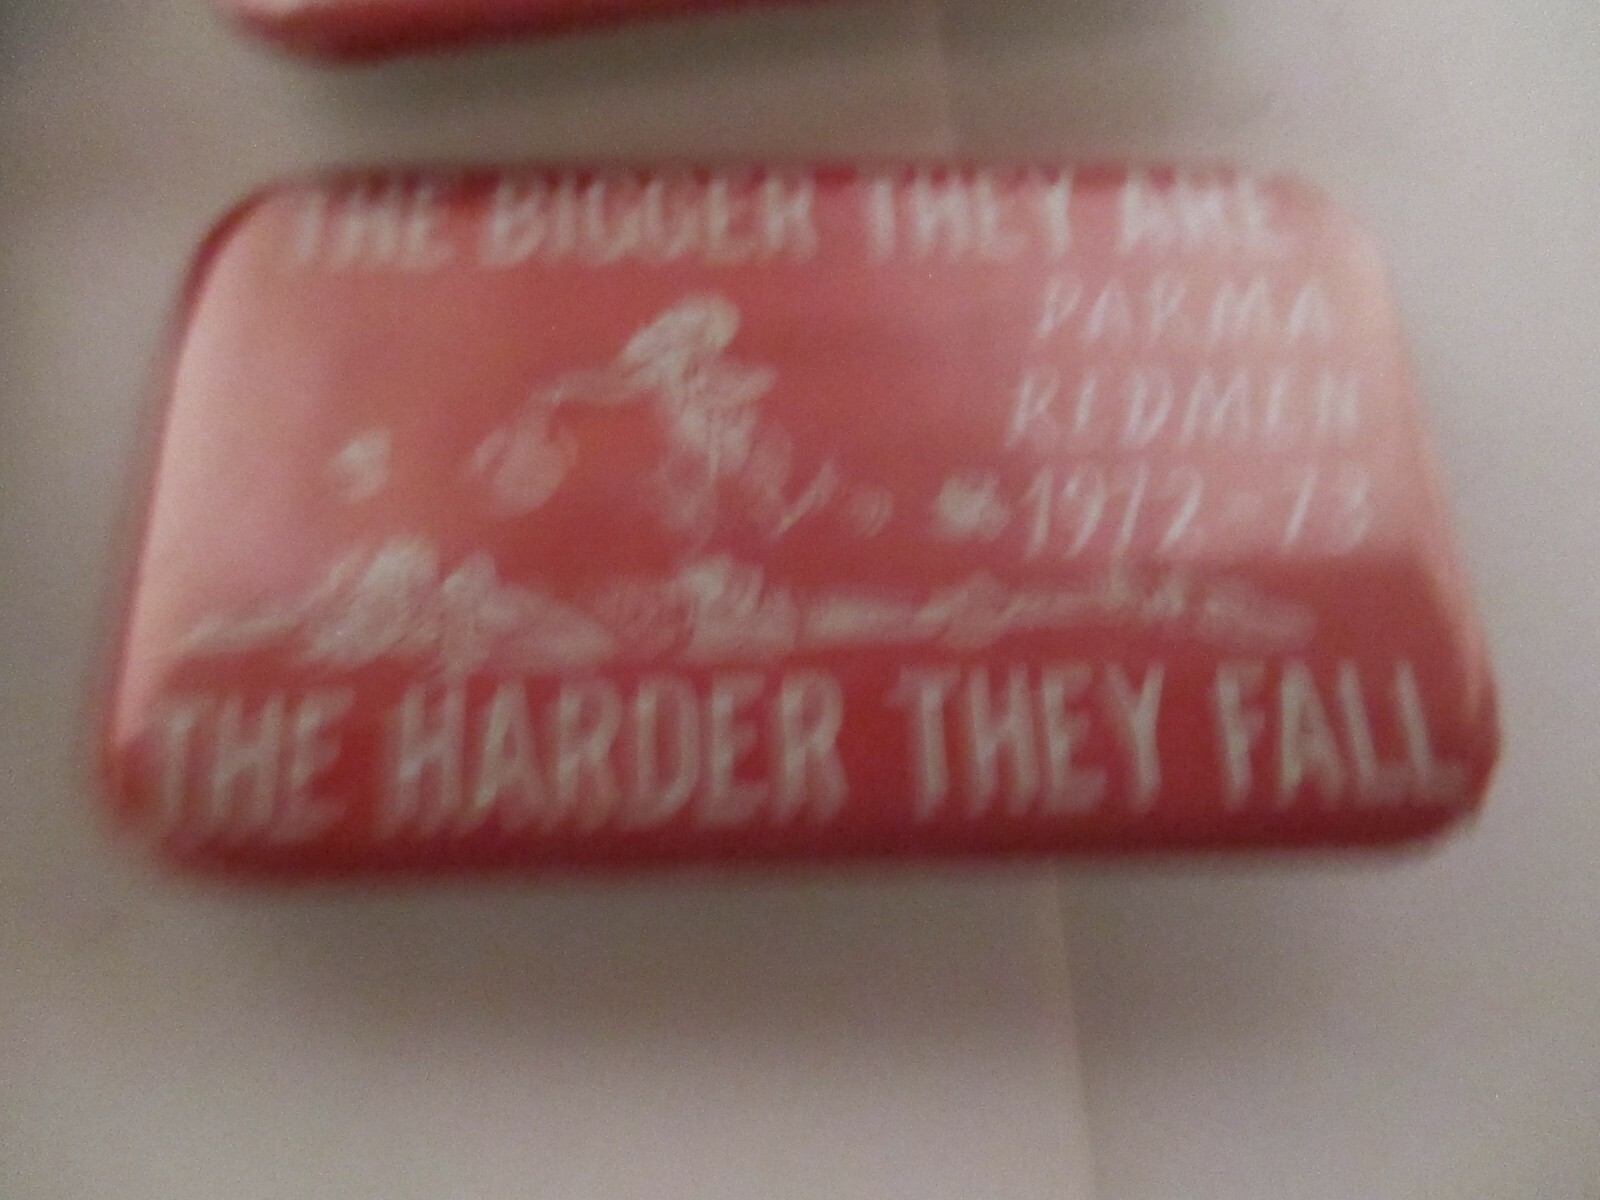 THE BIGGER THEY ARE
PARMA
REDMEN
1972-73
THE HARDER THEY FALL